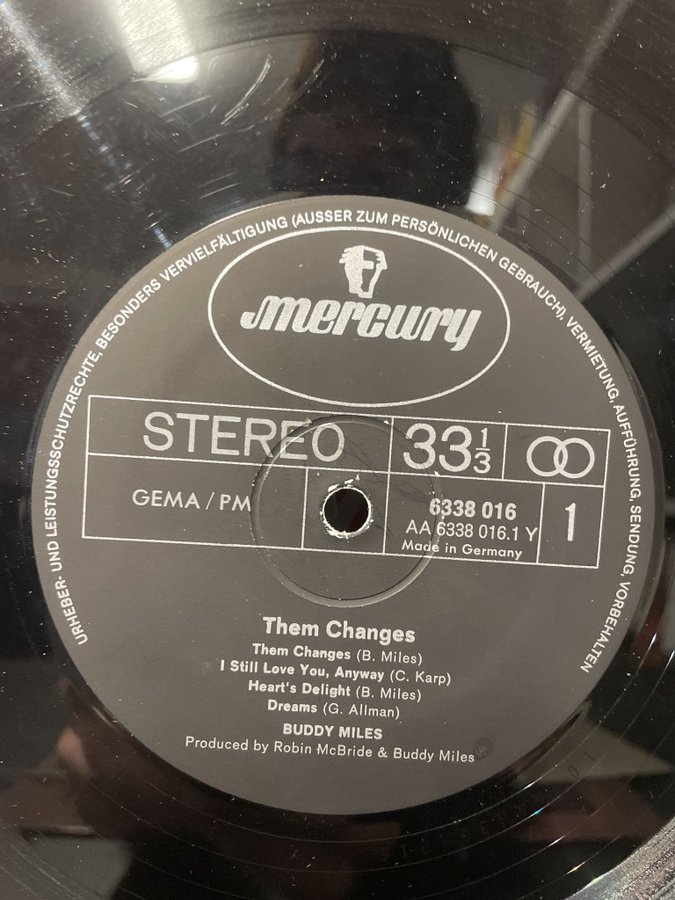 URHEBER- UND LEISTUNGSSCHUTZRECHTE, BESONDERS VERVIELFÄLTIGUNG (AUSSER ZUM PERSÖNLICHEN GEBRAUCH), VERMIETUNG, AUFFÜHRUNG, SENDUNG, VORBEHALTEN
mercury
STEREO 33 1/3
GEMA / PM 6338 016 1
AA 6338 016.1 Y
Made in Germany
Them Changes
Them Changes (B. Miles)
I Still Love You, Anyway (C. Karp)
Heart's Delight (B. Miles)
Dreams (G. Allman)
BUDDY MILES
Produced by Robin McBride & Buddy Miles